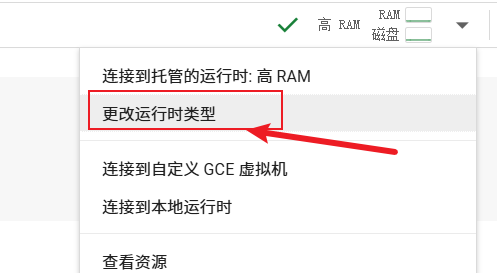 高 RAM
RAM
磁盘
连接到托管的运行时: 高 RAM
更改运行时类型
连接到自定义 GCE 虚拟机
连接到本地运行时
查看资源